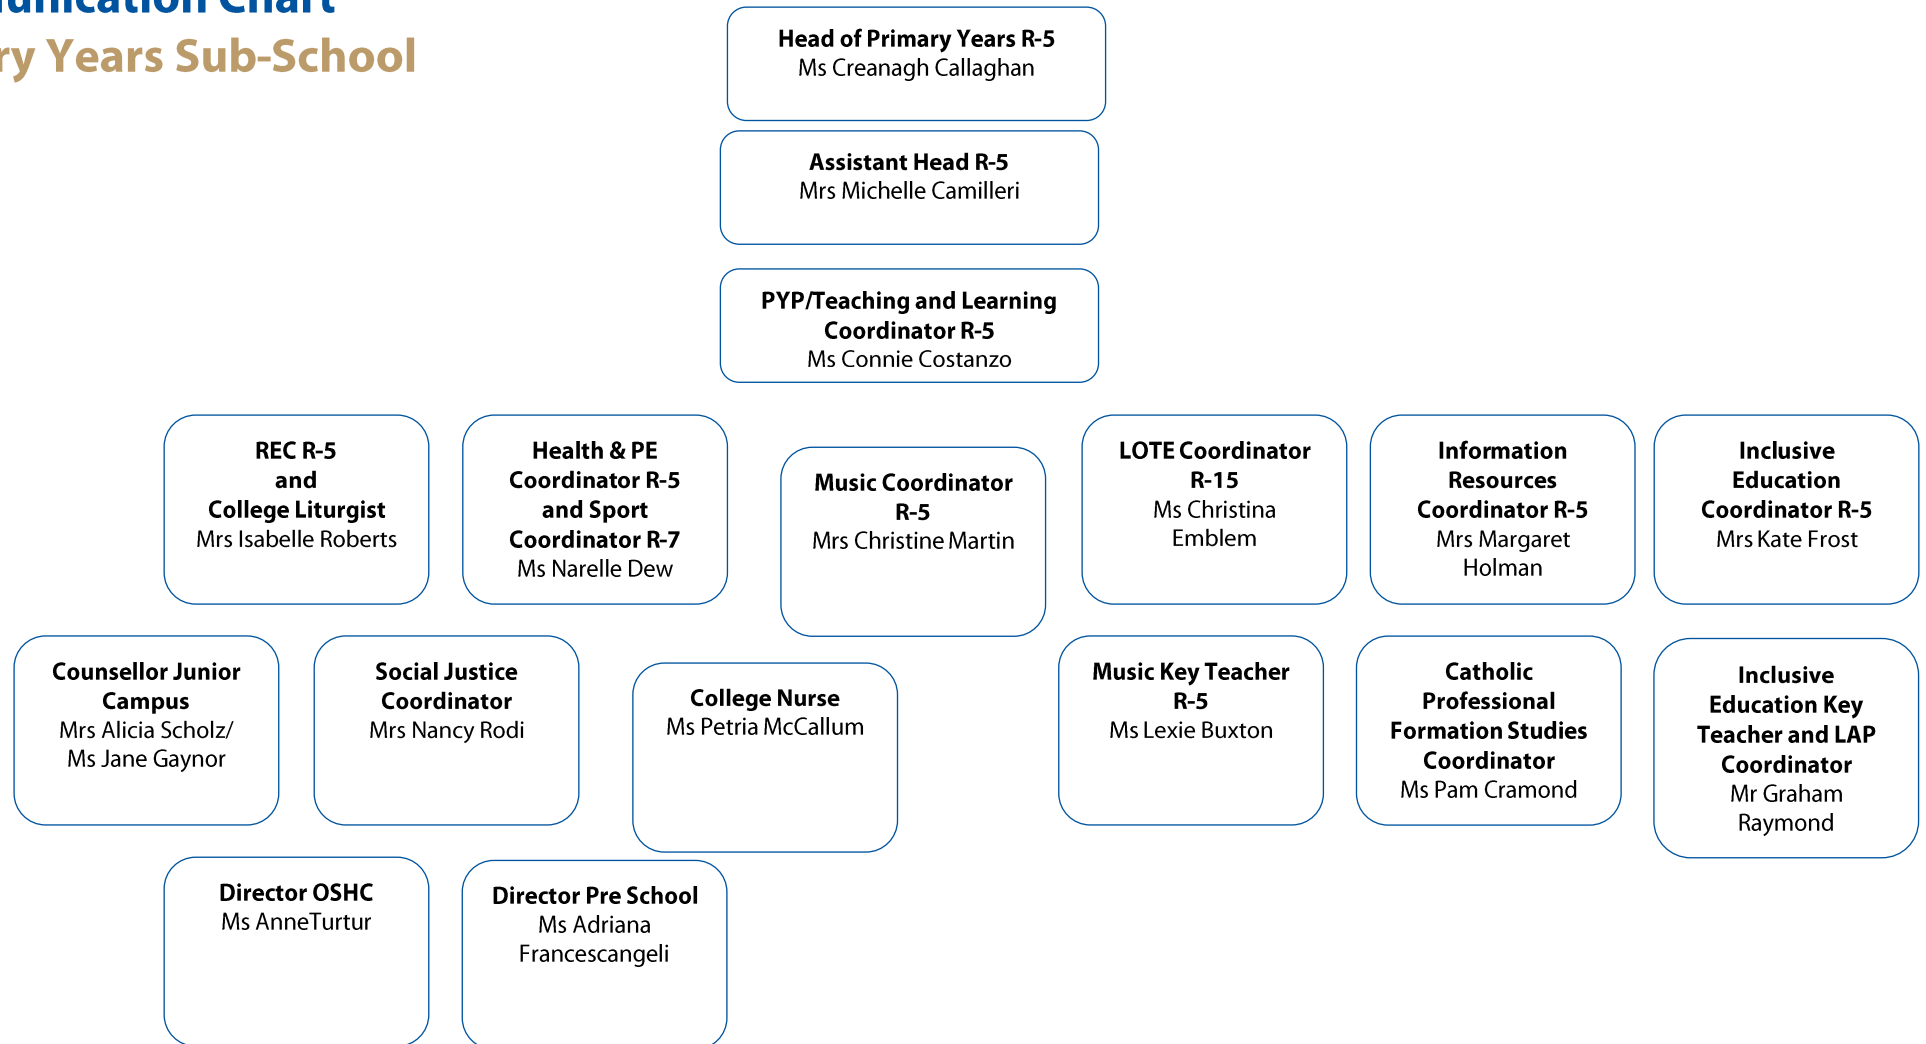 unication Chart
ry Years Sub-School
Head of Primary Years R-5
Ms Creanagh Callaghan
Assistant Head R-5
Mrs Michelle Camilleri
PYP/Teaching and Learning
Coordinator R-5
Ms Connie Costanzo
REC R-5
and
College Liturgist
Mrs Isabelle Roberts
Health & PE
Coordinator R-5
and Sport
Coordinator R-7
Ms Narelle Dew
Music Coordinator
R-5
Mrs Christine Martin
LOTE Coordinator
R-15
Ms Christina
Emblem
Information
Resources
Coordinator R-5
Mrs Margaret
Holman
Inclusive
Education
Coordinator R-5
Mrs Kate Frost
Counsellor Junior
Campus
Mrs Alicia Scholz/
Ms Jane Gaynor
Social Justice
Coordinator
Mrs Nancy Rodi
College Nurse
Ms Petria McCallum
Music Key Teacher
R-5
Ms Lexie Buxton
Catholic
Professional
Formation Studies
Coordinator
Ms Pam Cramond
Inclusive
Education Key
Teacher and LAP
Coordinator
Mr Graham
Raymond
Director OSHC
Ms AnneTurtur
Director Pre School
Ms Adriana
Francescangeli